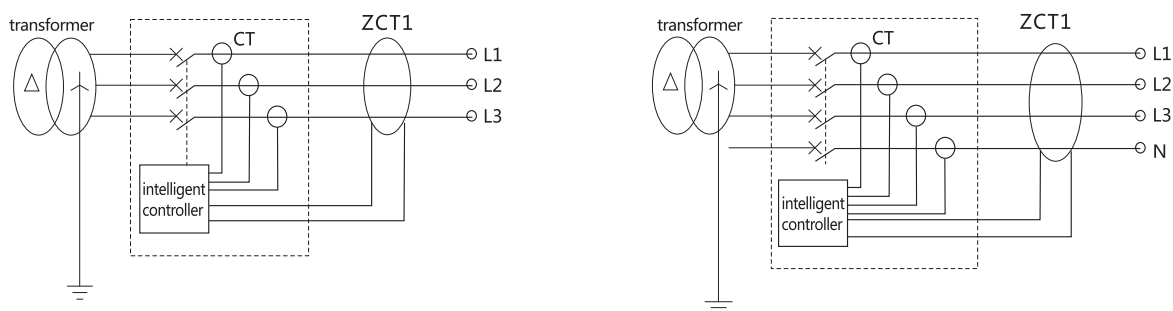 transformer
CT
ZCT1
L1
L2
L3
intelligent
controller
transformer
CT
ZCT1
L1
L2
L3
N
intelligent
controller